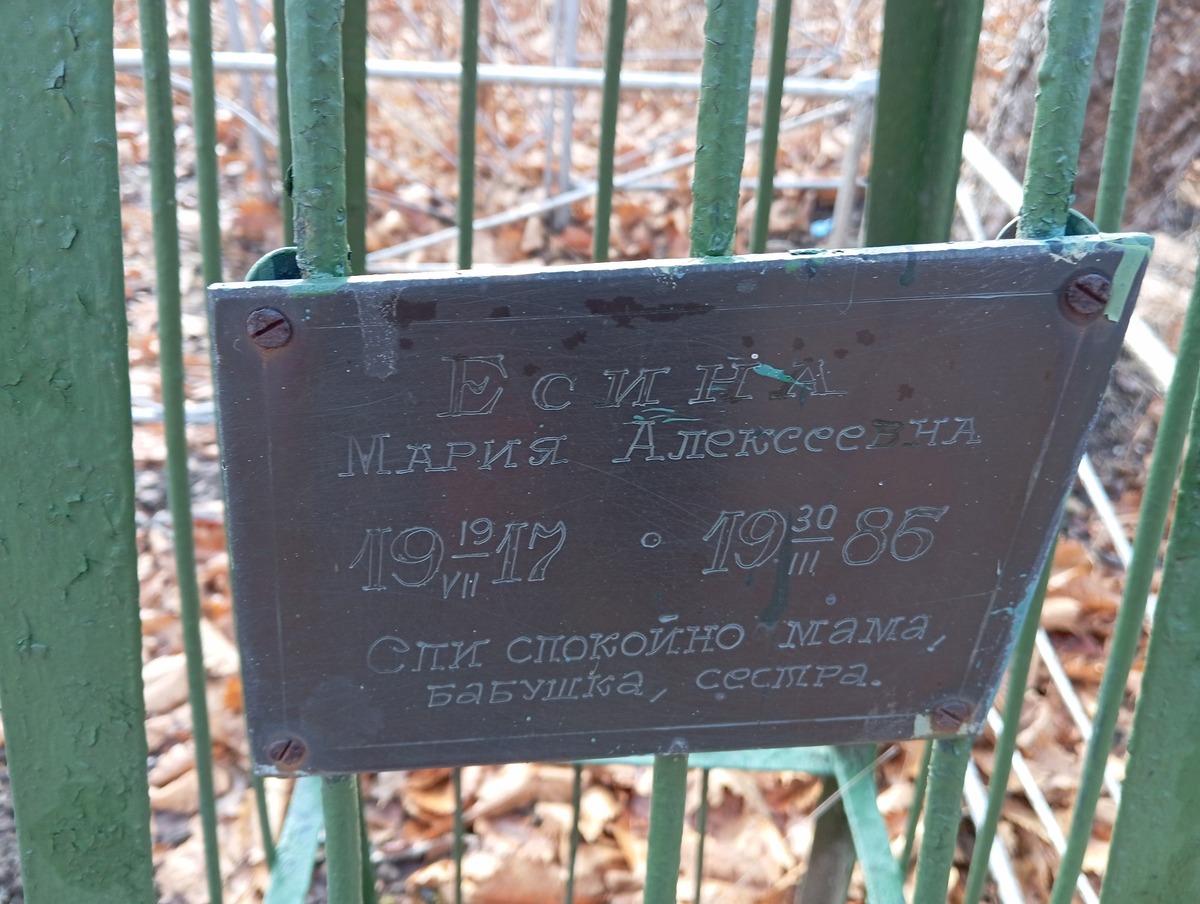 Есина
Мария Алексеевна
19 19/VII 17 • 19 30/III 85
Спи спокойно мама,
бабушка, сестра.